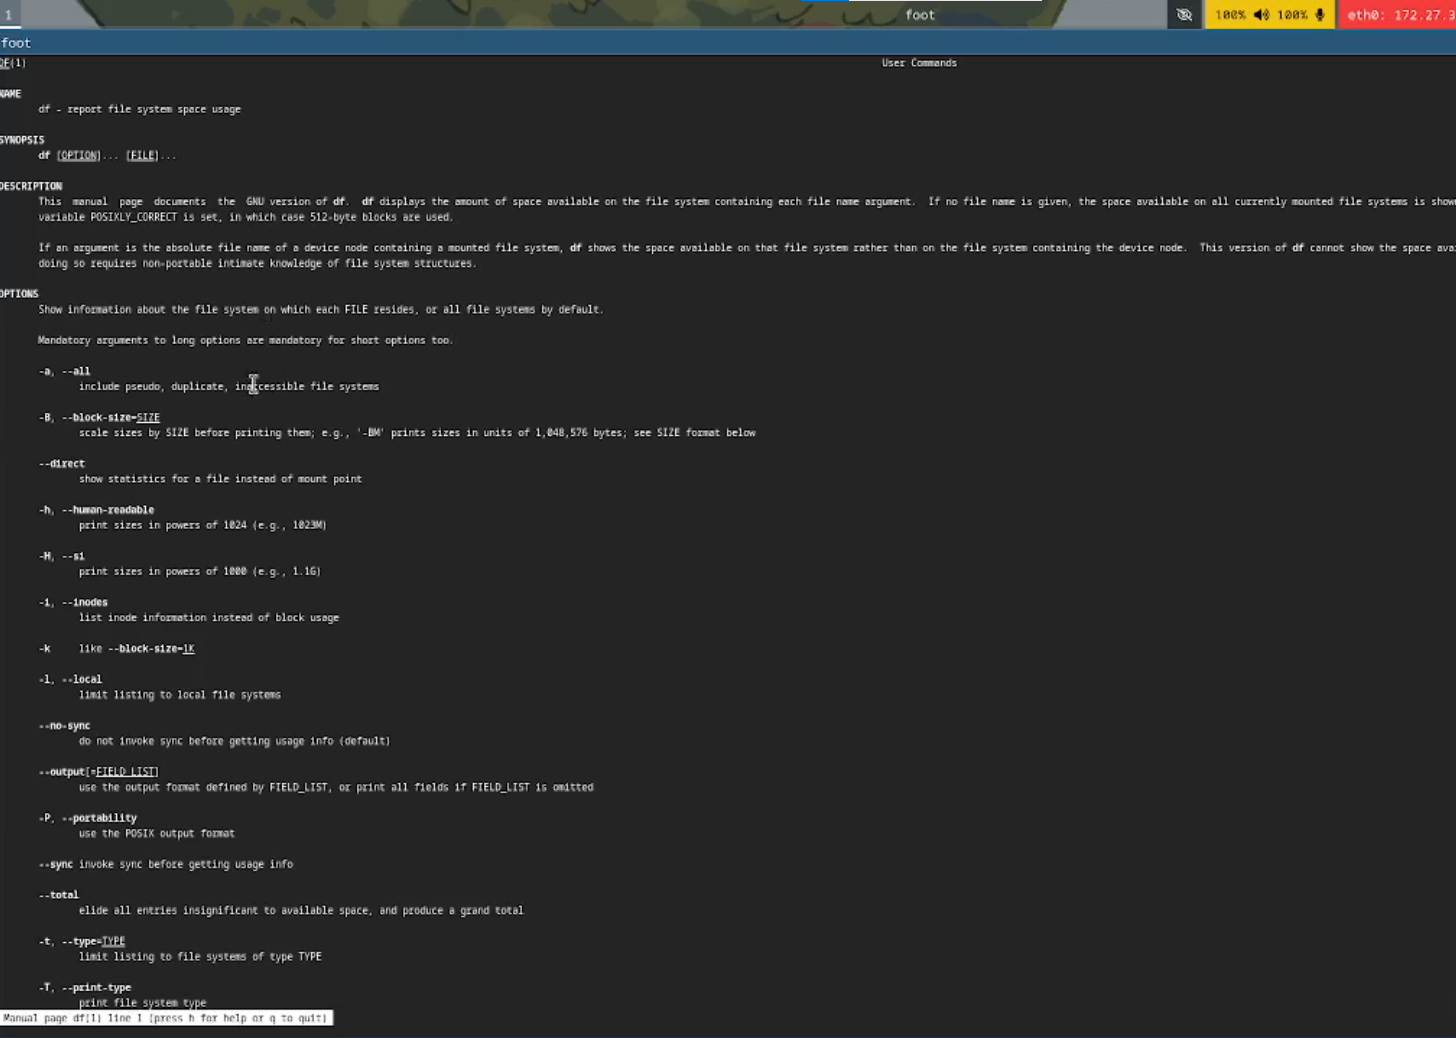 1 foot 100% 100% eth0: 172.27.3
foot
DF(1) User Commands
NAME
df - report file system space usage
SYNOPSIS
df [OPTION]... [FILE]...
DESCRIPTION
This manual page documents the GNU version of df. df displays the amount of space available on the file system containing each file name argument. If no file name is given, the space available on all currently mounted file systems is show
variable POSIXLY_CORRECT is set, in which case 512-byte blocks are used.
If an argument is the absolute file name of a device node containing a mounted file system, df shows the space available on that file system rather than on the file system containing the device node. This version of df cannot show the space ava
doing so requires non-portable intimate knowledge of file system structures.
OPTIONS
Show information about the file system on which each FILE resides, or all file systems by default.
Mandatory arguments to long options are mandatory for short options too.
-a, --all
include pseudo, duplicate, inaccessible file systems
-B, --block-size=SIZE
scale sizes by SIZE before printing them; e.g., '-BM' prints sizes in units of 1,048,576 bytes; see SIZE format below
--direct
show statistics for a file instead of mount point
-h, --human-readable
print sizes in powers of 1024 (e.g., 1023M)
-H, --si
print sizes in powers of 1000 (e.g., 1.1G)
-i, --inodes
list inode information instead of block usage
-k like --block-size=1K
-l, --local
limit listing to local file systems
--no-sync
do not invoke sync before getting usage info (default)
--output[=FIELD_LIST]
use the output format defined by FIELD_LIST, or print all fields if FIELD_LIST is omitted
-P, --portability
use the POSIX output format
--sync invoke sync before getting usage info
--total
elide all entries insignificant to available space, and produce a grand total
-t, --type=TYPE
limit listing to file systems of type TYPE
-T, --print-type
print file system type
Manual page df(1) line 1 (press h for help or q to quit)